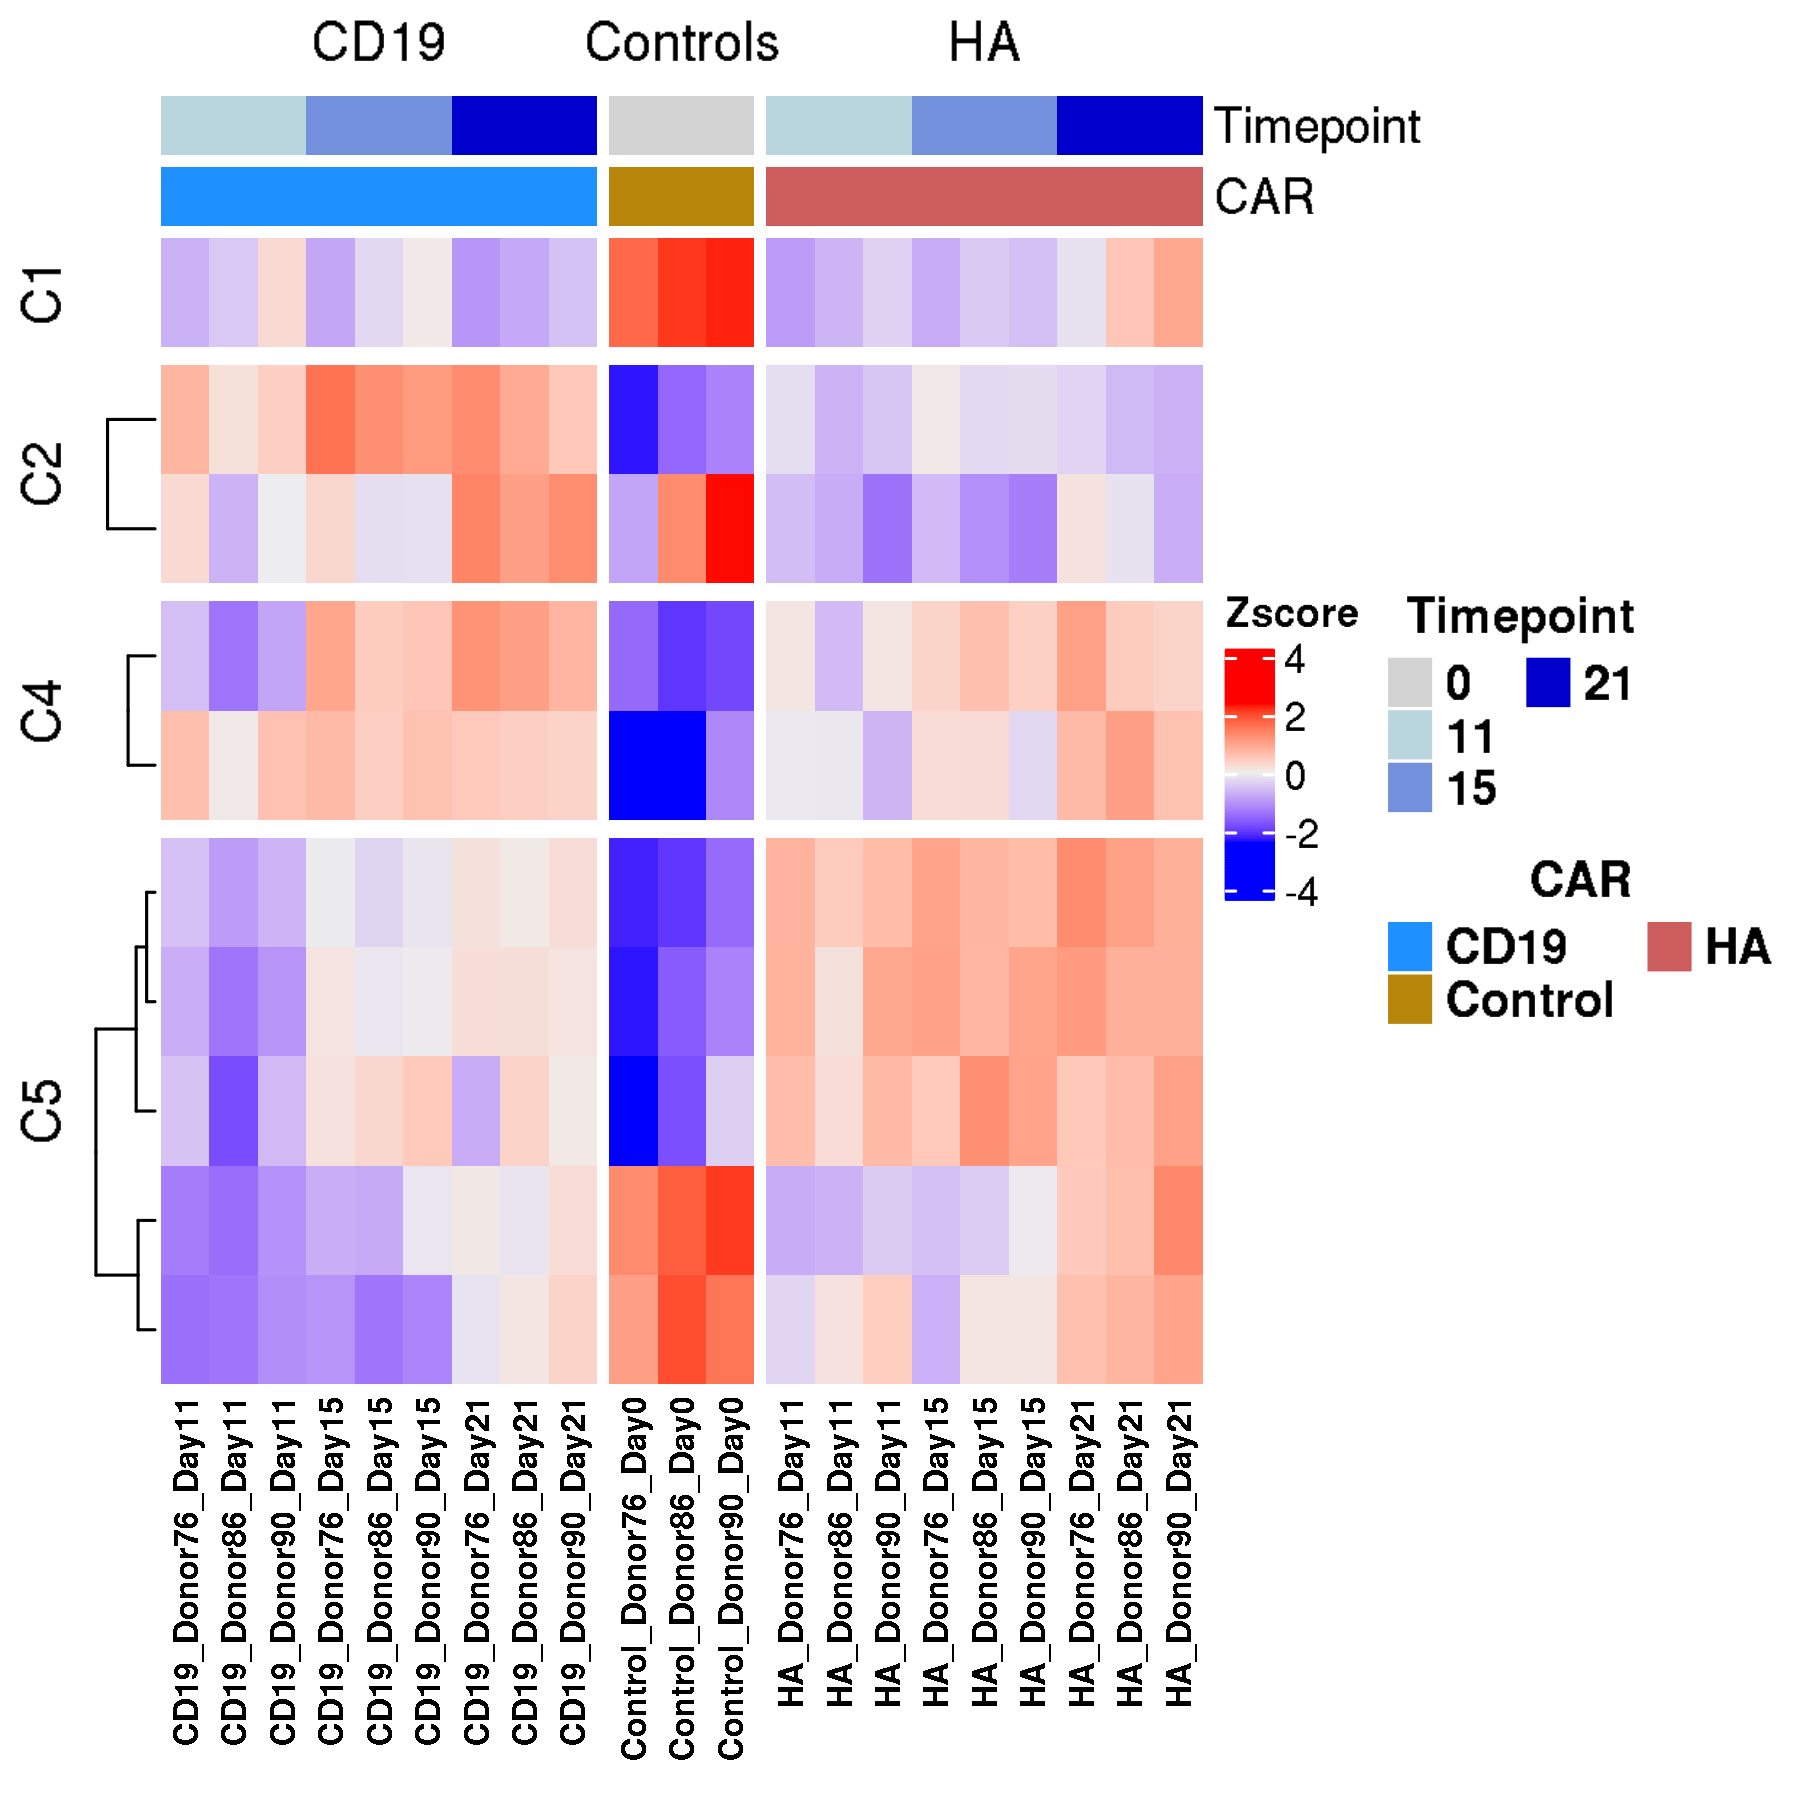 CD19 Controls HA
Timepoint
CAR
C1
C2
C4
C5
Zscore
4
2
0
-2
-4
Timepoint
0 21
11
15
CAR
CD19 HA
Control
CD19_Donor76_Day11
CD19_Donor86_Day11
CD19_Donor90_Day11
CD19_Donor76_Day15
CD19_Donor86_Day15
CD19_Donor90_Day15
CD19_Donor76_Day21
CD19_Donor86_Day21
CD19_Donor90_Day21
Control_Donor76_Day0
Control_Donor86_Day0
Control_Donor90_Day0
HA_Donor76_Day11
HA_Donor86_Day11
HA_Donor90_Day11
HA_Donor76_Day15
HA_Donor86_Day15
HA_Donor90_Day15
HA_Donor76_Day21
HA_Donor86_Day21
HA_Donor90_Day21